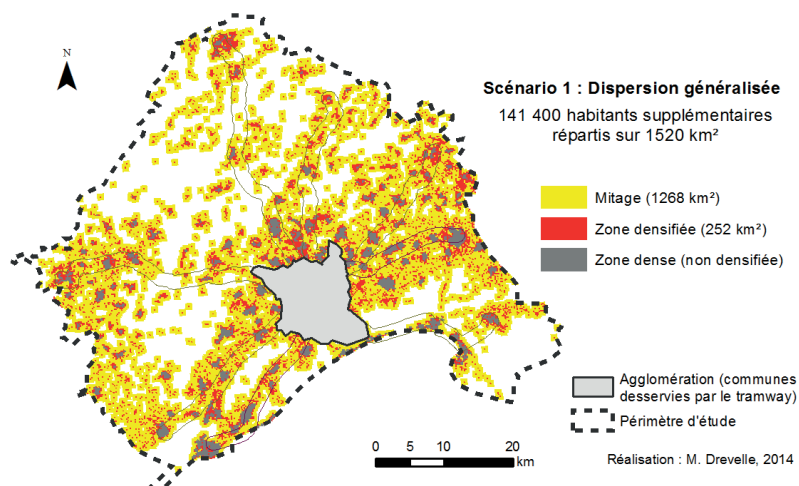 N
Scénario 1 : Dispersion généralisée
141 400 habitants supplémentaires
répartis sur 1520 km²
Mitage (1268 km²)
Zone densifiée (252 km²)
Zone dense (non densifiée)
Agglomération (communes
desservies par le tramway)
Périmètre d'étude
0 10 20
km
Réalisation : M. Drevelle, 2014